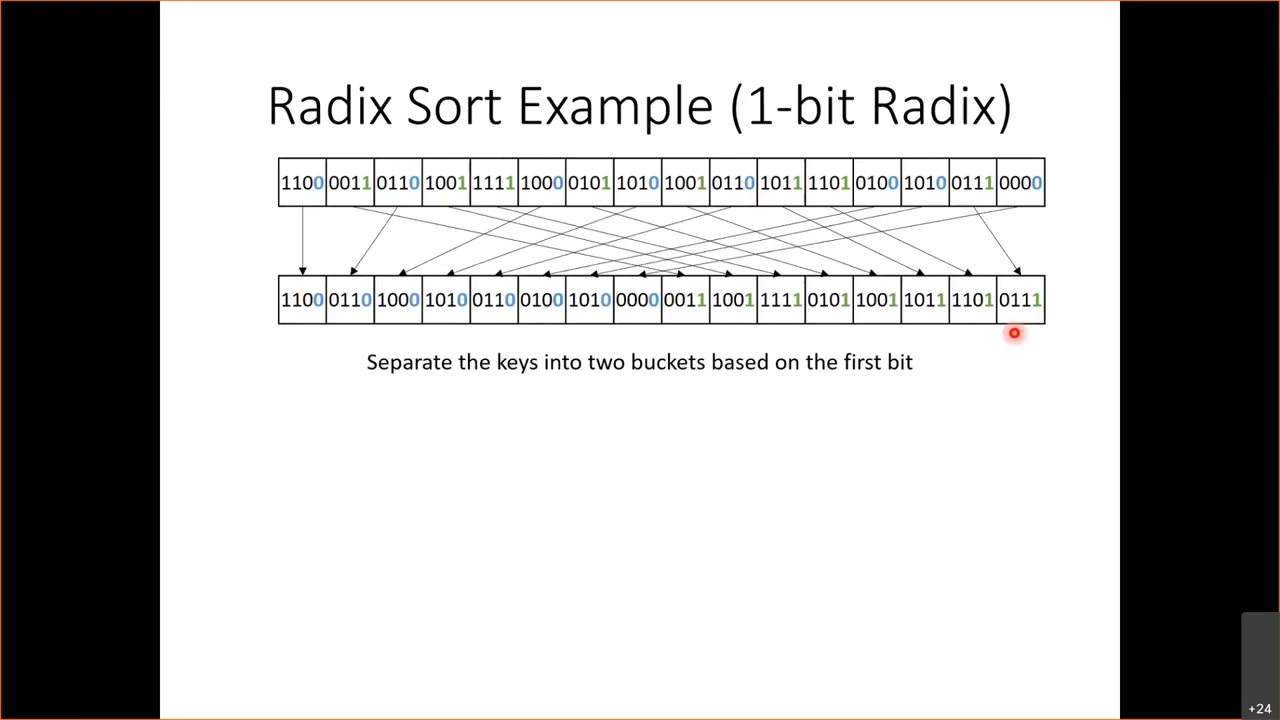 Radix Sort Example (1-bit Radix)
1100 0011 0110 1001 1111 1000 0101 1010 1001 0110 1011 1101 0100 1010 0111 0000
1100 0110 1000 1010 0110 0100 1010 0000 0011 1001 1111 0101 1001 1011 1101 0111
Separate the keys into two buckets based on the first bit
+24